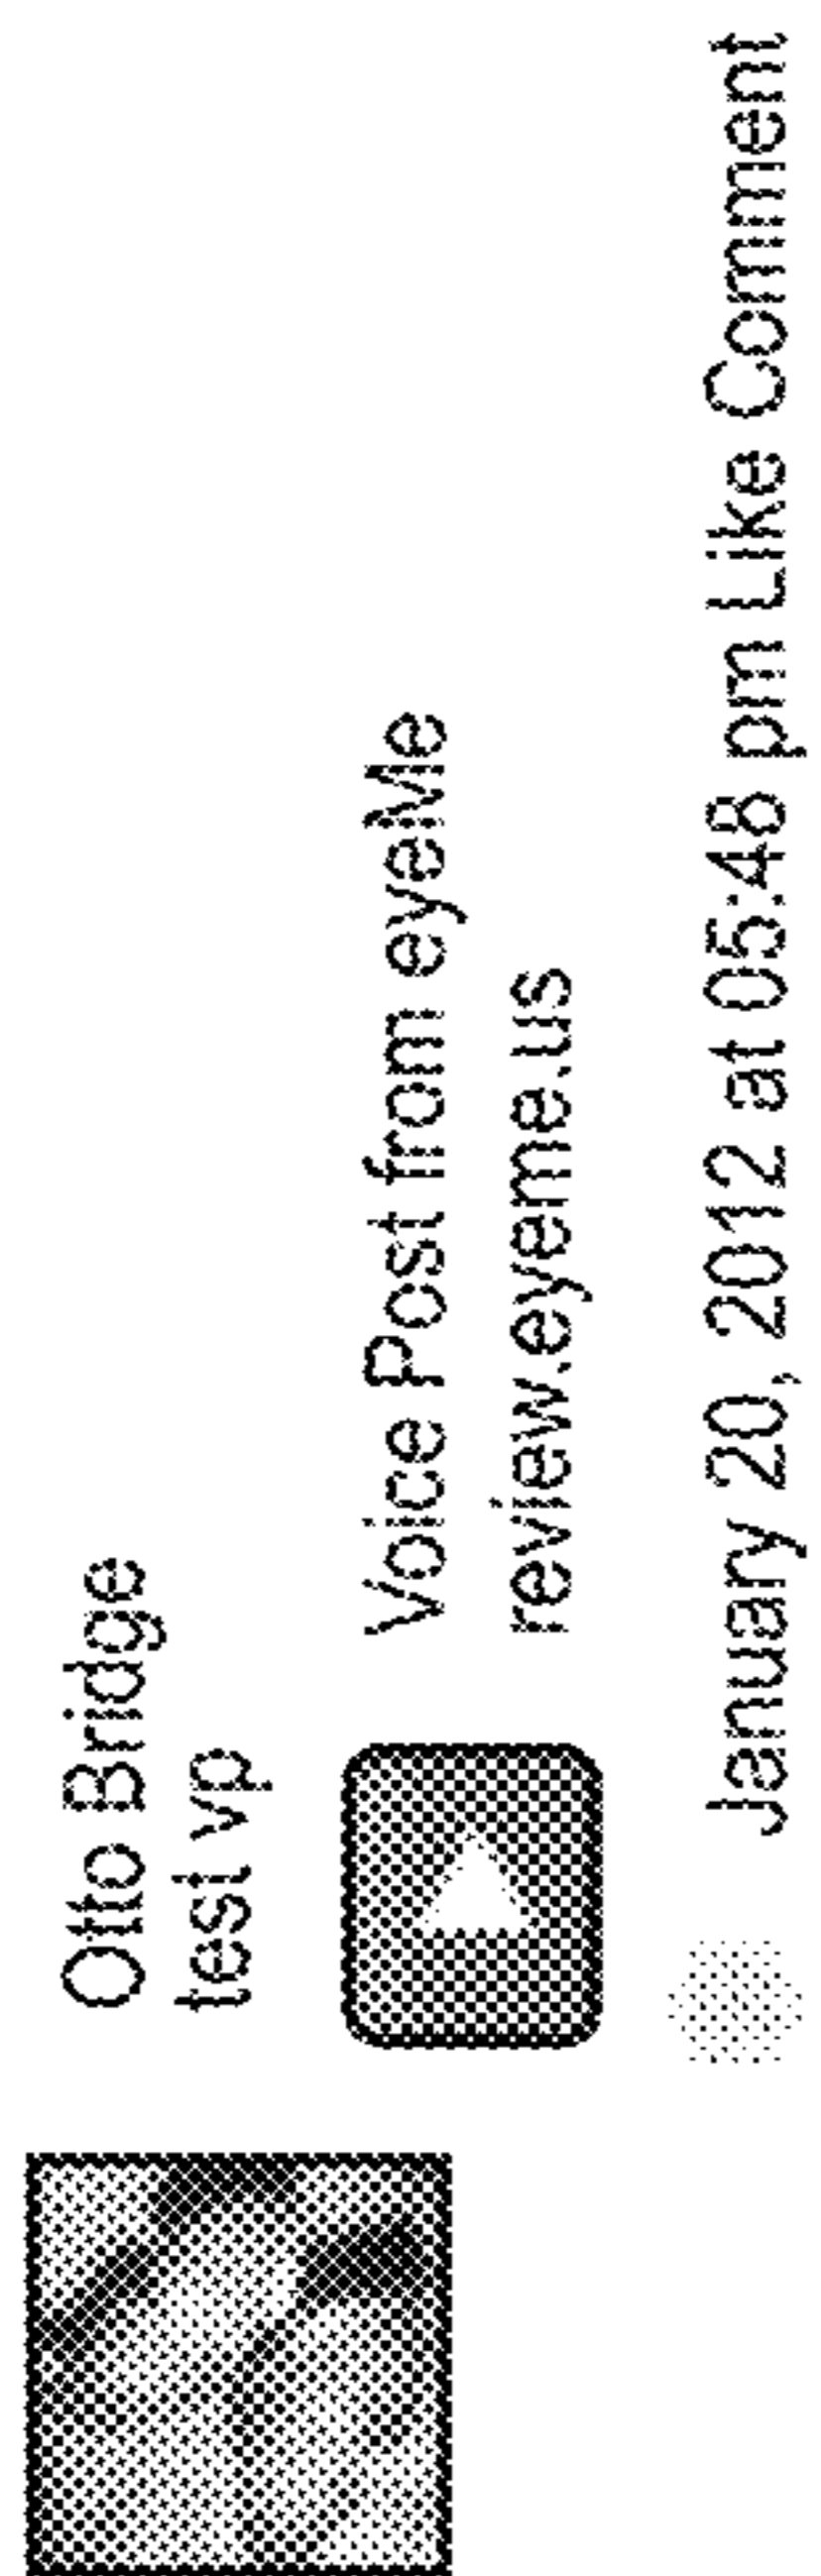 Otto Bridge
test vp
Voice Post from eyeMe
review.eyeme.us
January 20, 2012 at 05:48 pm Like Comment